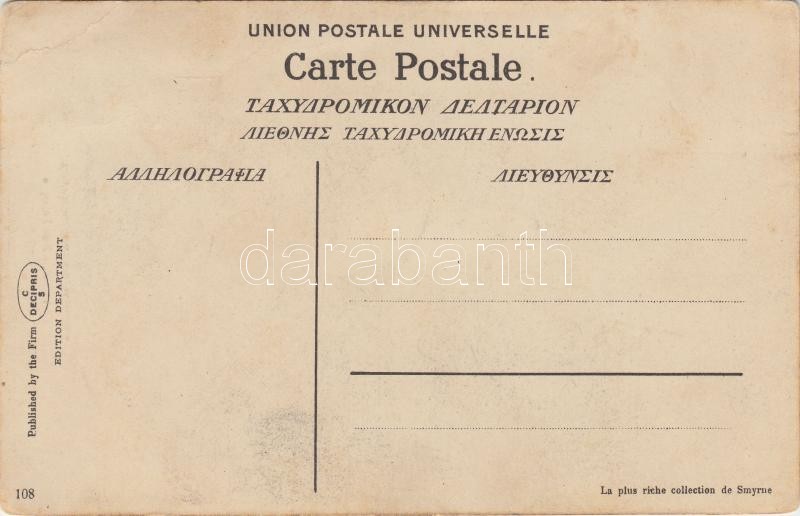 UNION POSTALE UNIVERSELLE
Carte Postale.
ΤΑΧΥΔΡΟΜΙΚΟΝ ΔΕΛΤΑΡΙΟΝ
ΔΙΕΘΝΗΣ ΤΑΧΥΔΡΟΜΙΚΗ ΕΝΩΣΙΣ
ΑΛΛΗΛΟΓΡΑΦΙΑ
ΔΙΕΥΘΥΝΣΙΣ
darabanth
Published by the Firm C DECIPRIS S
EDITION DEPARTMENT
108
La plus riche collection de Smyrne